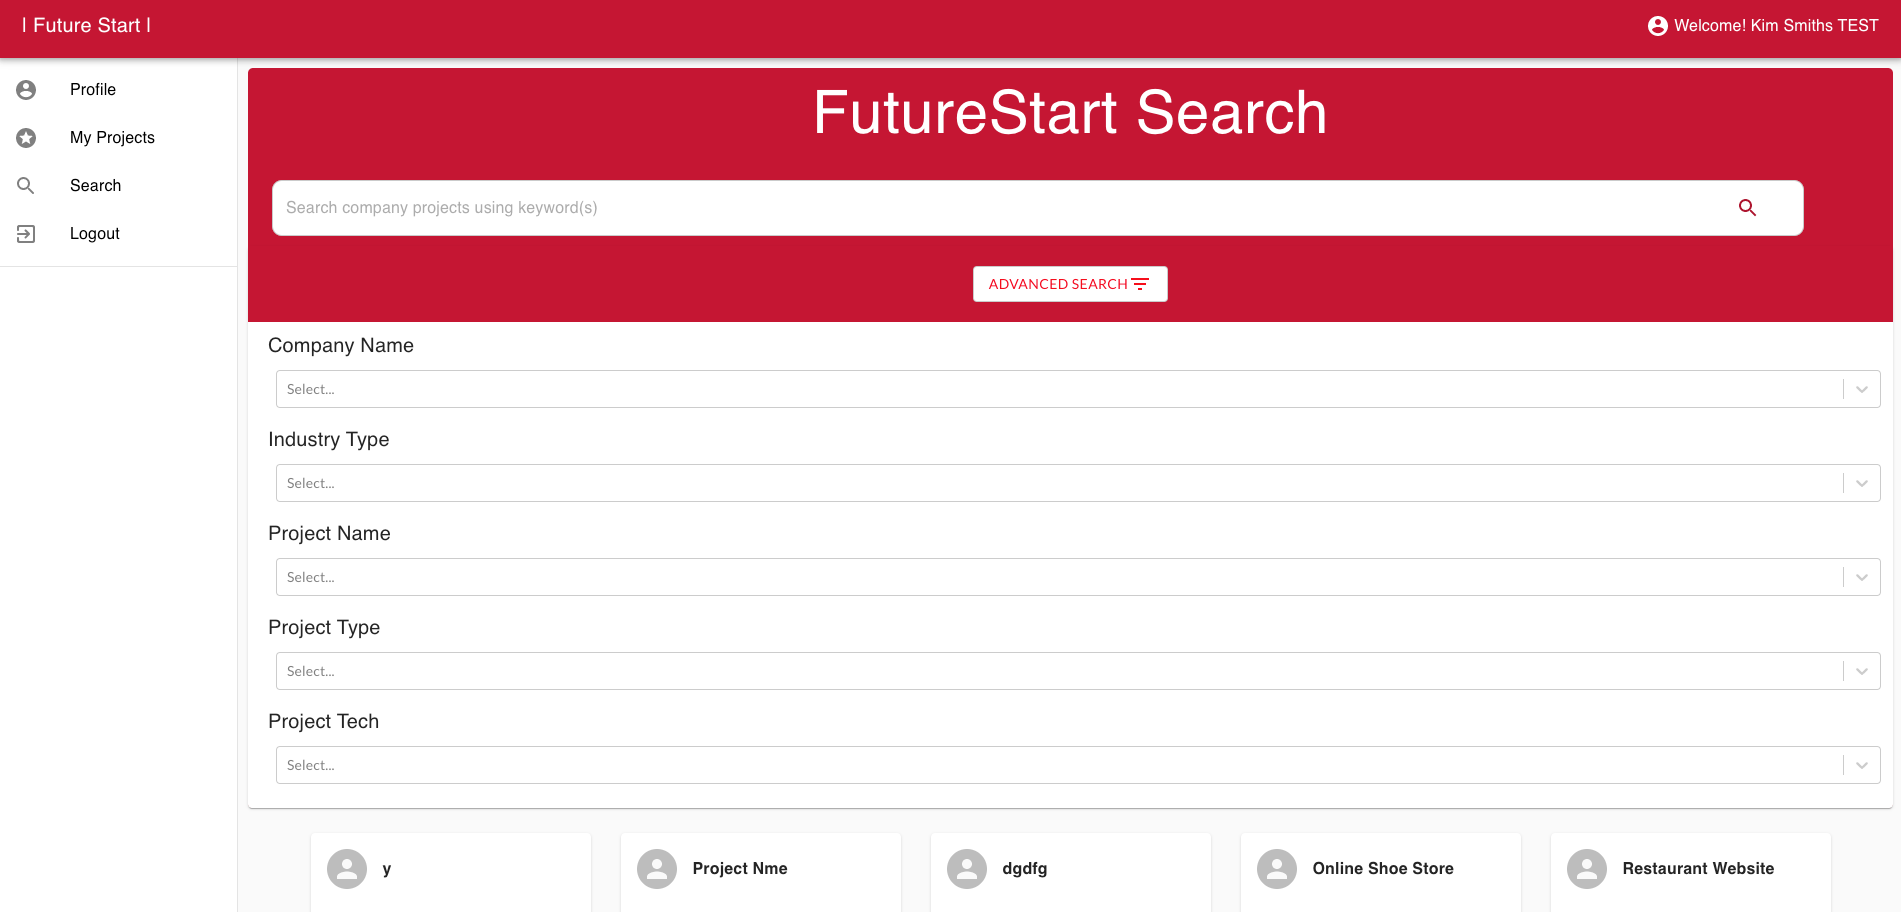 | Future Start |
Welcome! Kim Smiths TEST
Profile
My Projects
Search
Logout
FutureStart Search
Search company projects using keyword(s)
ADVANCED SEARCH
Company Name
Select...
Industry Type
Select...
Project Name
Select...
Project Type
Select...
Project Tech
Select...
y
Project Nme
dgdfg
Online Shoe Store
Restaurant Website